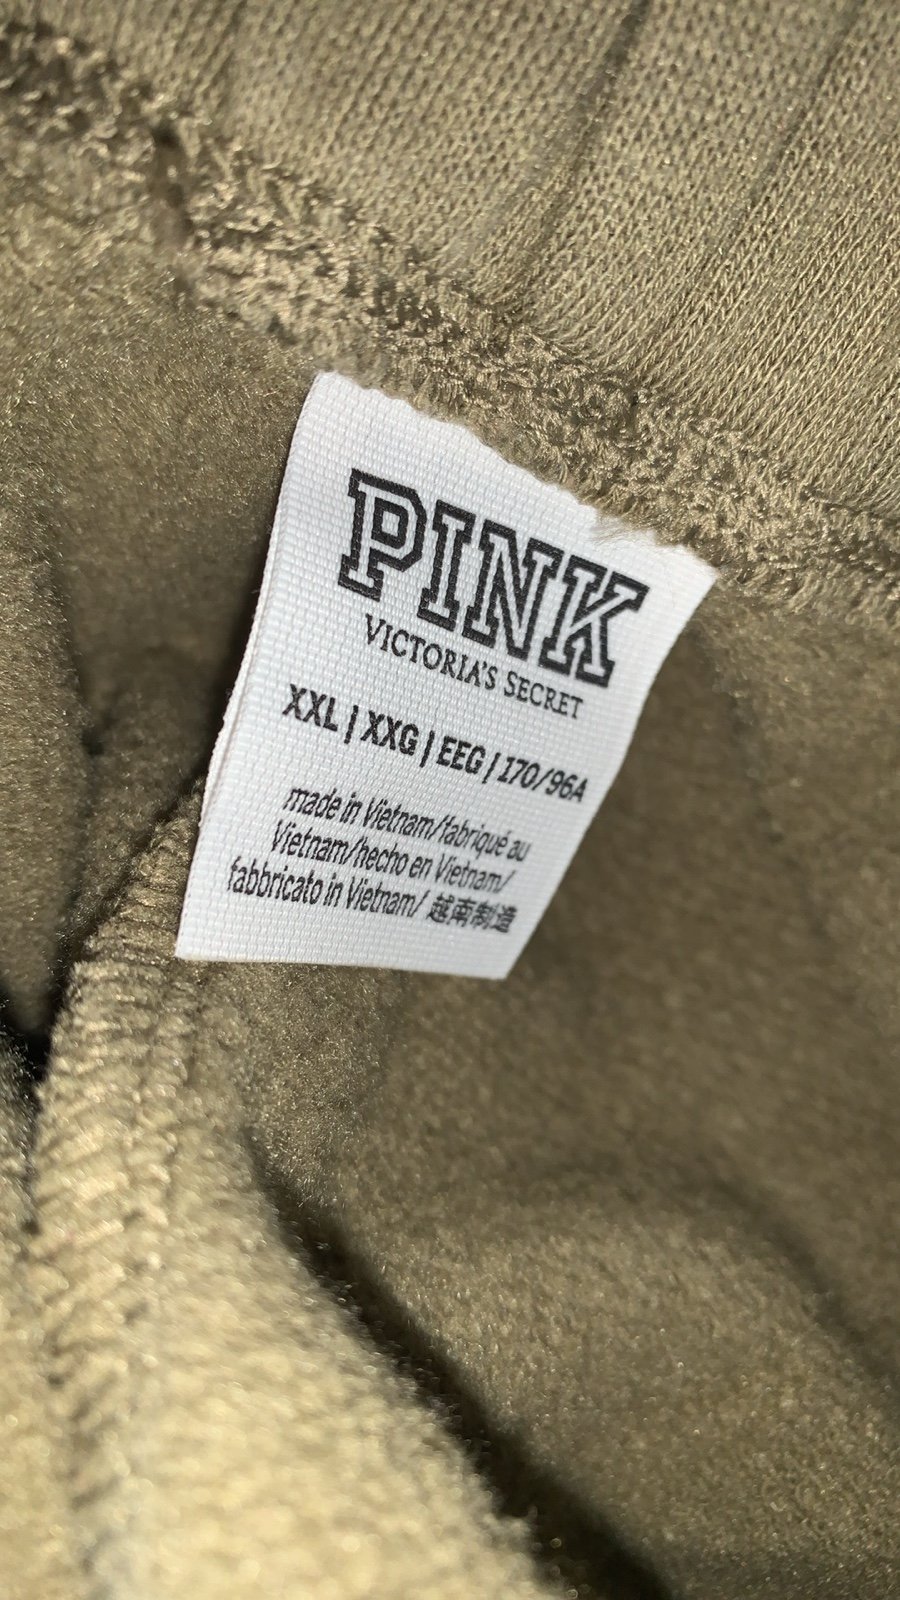 PINK
VICTORIA'S SECRET
XXL | XXG | EEG | 170/96A
made in Vietnam/fabriqué au
Vietnam/hecho en Vietnam/
fabbricato in Vietnam/ 越南制造